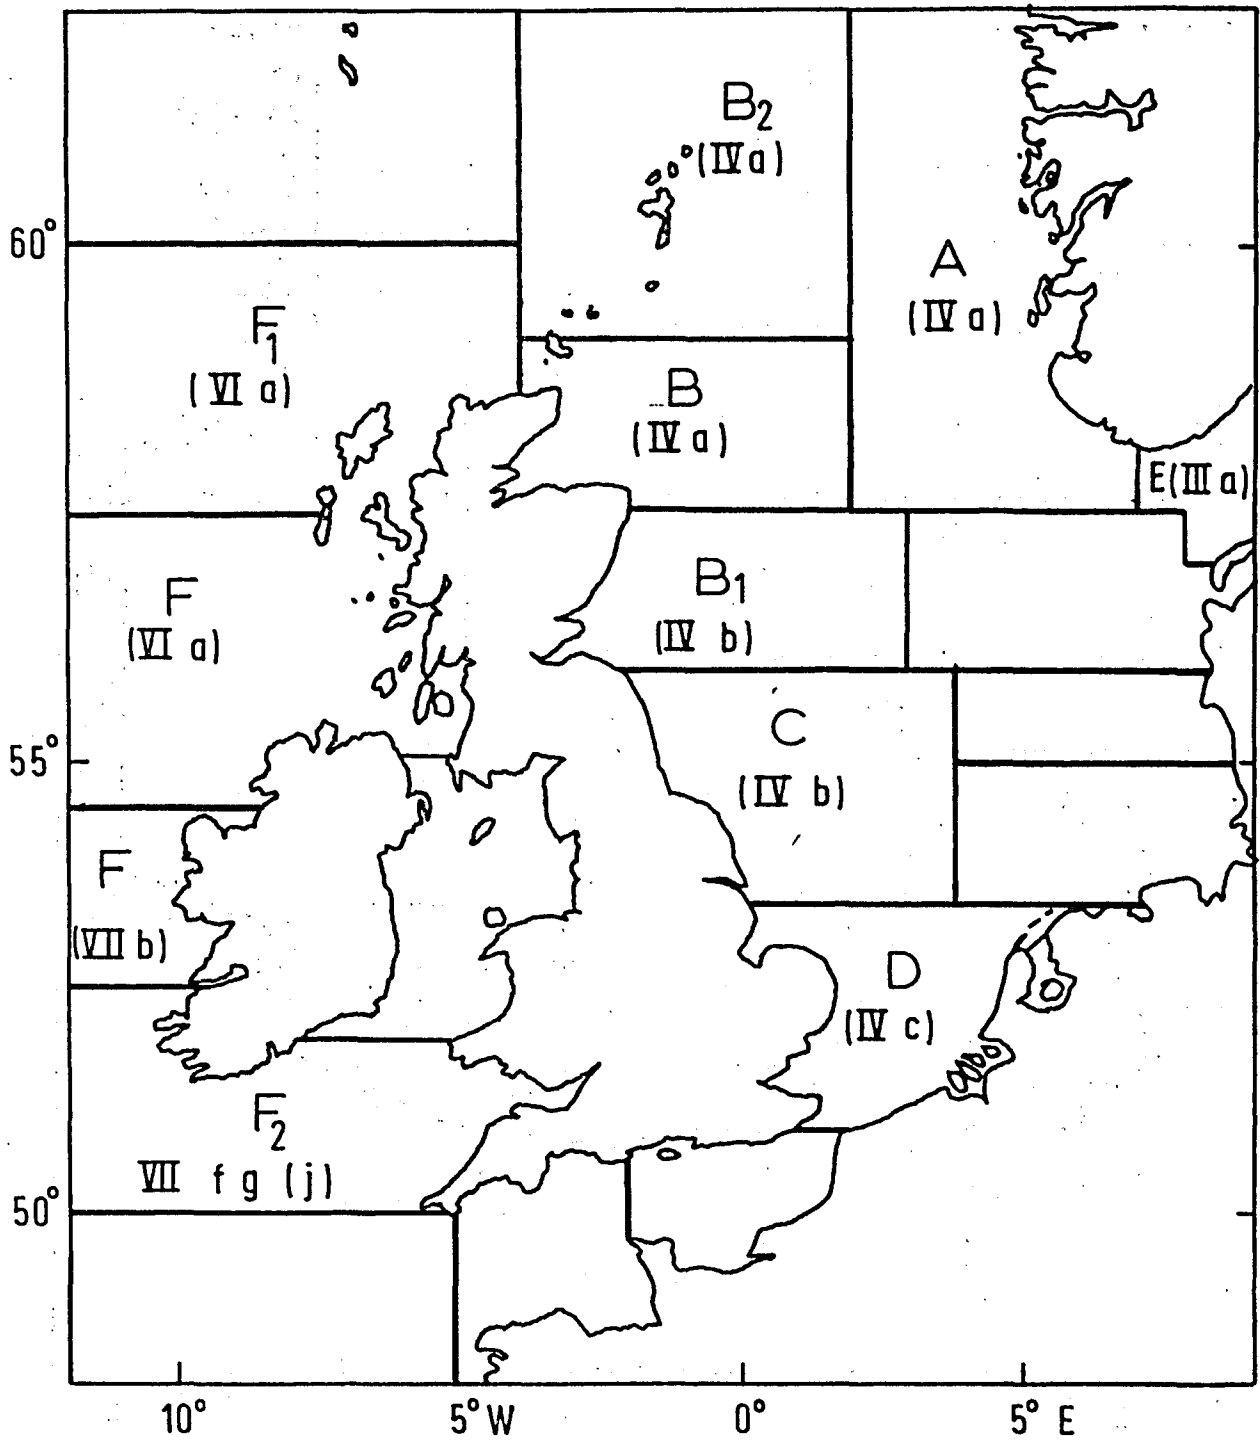 B2
(IVa)
60°
A
(IV a)
F1
(VI a)
B
(IV a)
E(III a)
F
(VI a)
B1
(IV b)
C
(IV b)
55°
F
(VII b)
D
(IV c)
F2
VII f g (j)
50°
10° 5° W 0° 5° E